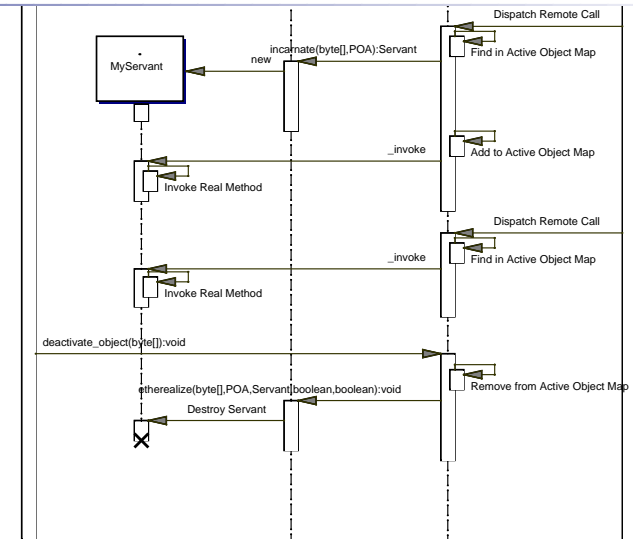 Dispatch Remote Call
incarnate(byte[],POA):Servant
Find in Active Object Map
new
MyServant
_invoke
Add to Active Object Map
Invoke Real Method
Dispatch Remote Call
_invoke
Find in Active Object Map
Invoke Real Method
deactivate_object(byte[]):void
etherealize(byte[],POA,Servant,boolean,boolean):void
Remove from Active Object Map
Destroy Servant